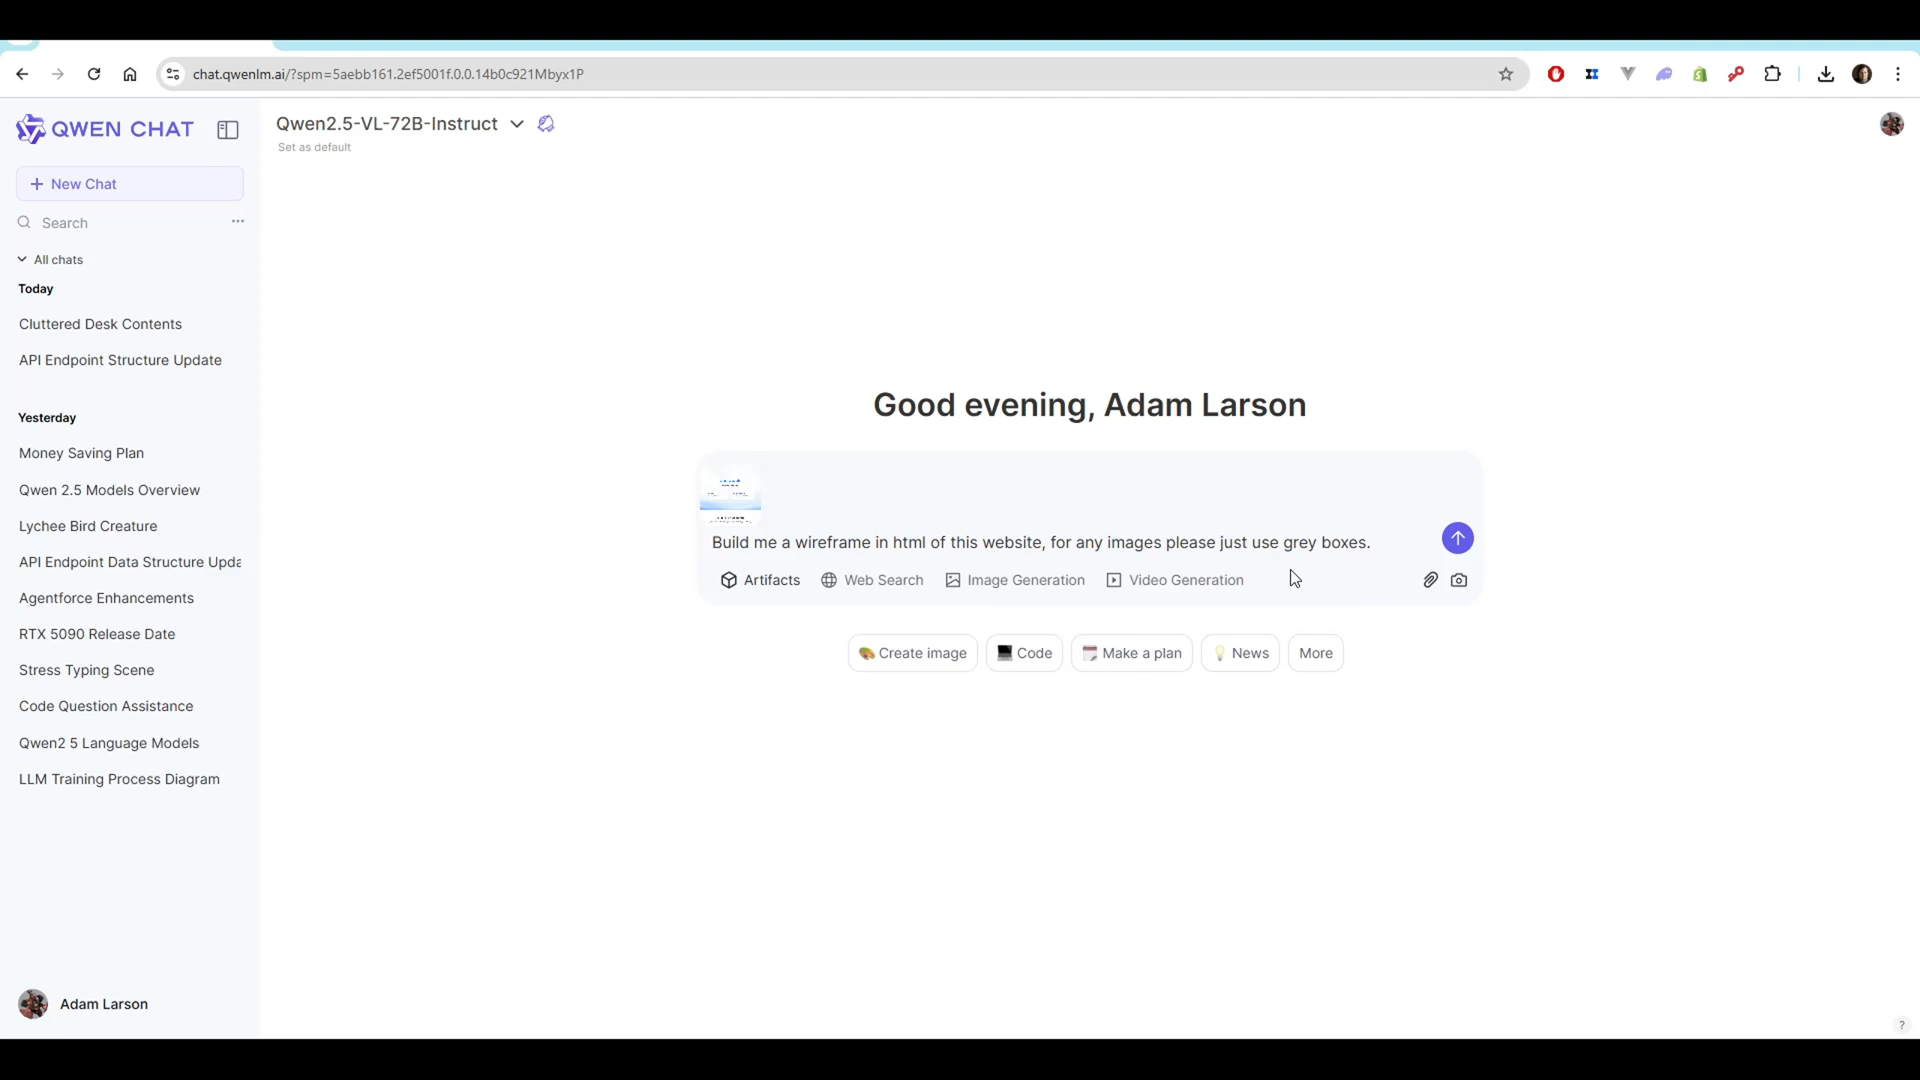 chat.qwenlm.ai/?spm=5aebb161.2ef5001f.0.0.14b0c921Mbyx1P
QWEN CHAT
Qwen2.5-VL-72B-Instruct
Set as default
New Chat
Search
All chats
Today
Cluttered Desk Contents
API Endpoint Structure Update
Yesterday
Money Saving Plan
Qwen 2.5 Models Overview
Lychee Bird Creature
API Endpoint Data Structure Upda
Agentforce Enhancements
RTX 5090 Release Date
Stress Typing Scene
Code Question Assistance
Qwen2 5 Language Models
LLM Training Process Diagram
Adam Larson
Good evening, Adam Larson
Build me a wireframe in html of this website, for any images please just use grey boxes.
Artifacts Web Search Image Generation Video Generation
Create image Code Make a plan News More
?